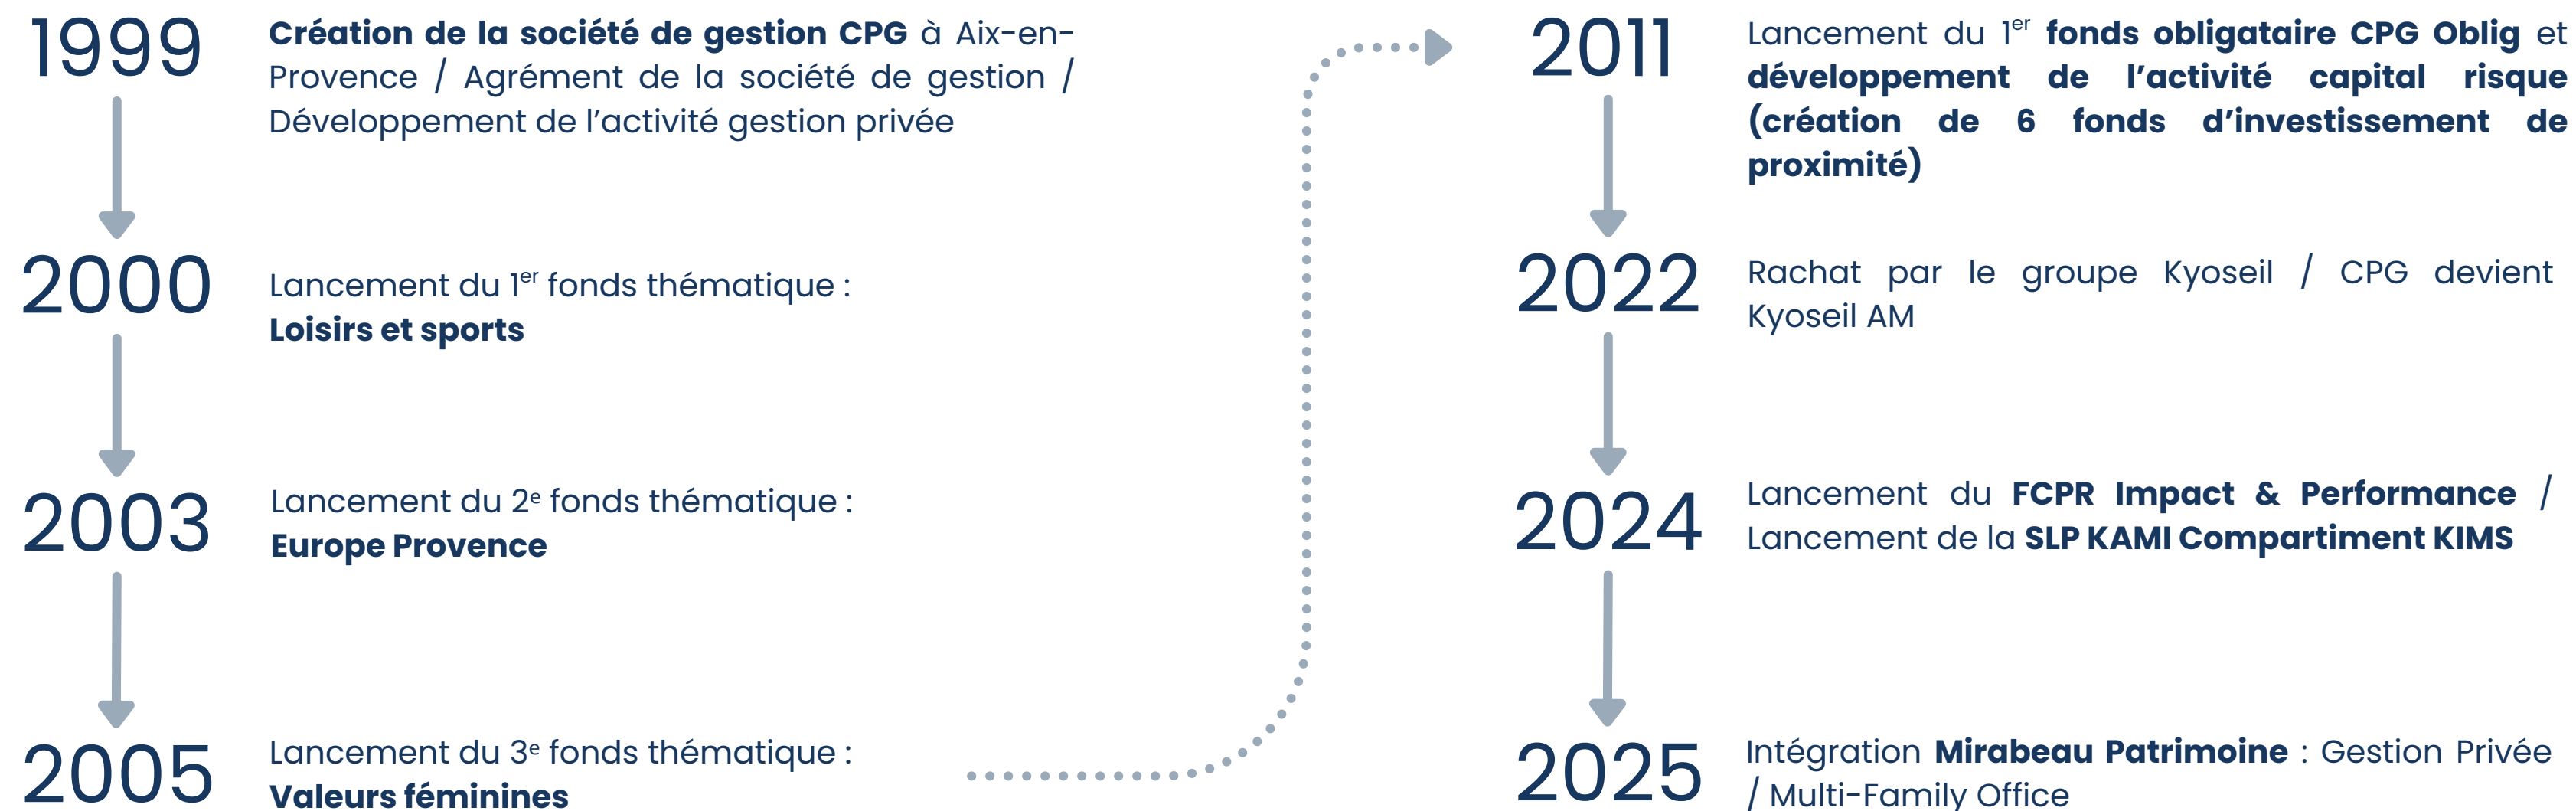 1999
Création de la société de gestion CPG à Aix-en-
Provence / Agrément de la société de gestion /
Développement de l’activité gestion privée
2000
Lancement du 1er fonds thématique :
Loisirs et sports
2003
Lancement du 2e fonds thématique :
Europe Provence
2005
Lancement du 3e fonds thématique :
Valeurs féminines
2011
Lancement du 1er fonds obligataire CPG Oblig et
développement de l’activité capital risque
(création de 6 fonds d’investissement de
proximité)
2022
Rachat par le groupe Kyoseil / CPG devient
Kyoseil AM
2024
Lancement du FCPR Impact & Performance /
Lancement de la SLP KAMI Compartiment KIMS
2025
Intégration Mirabeau Patrimoine : Gestion Privée
/ Multi-Family Office